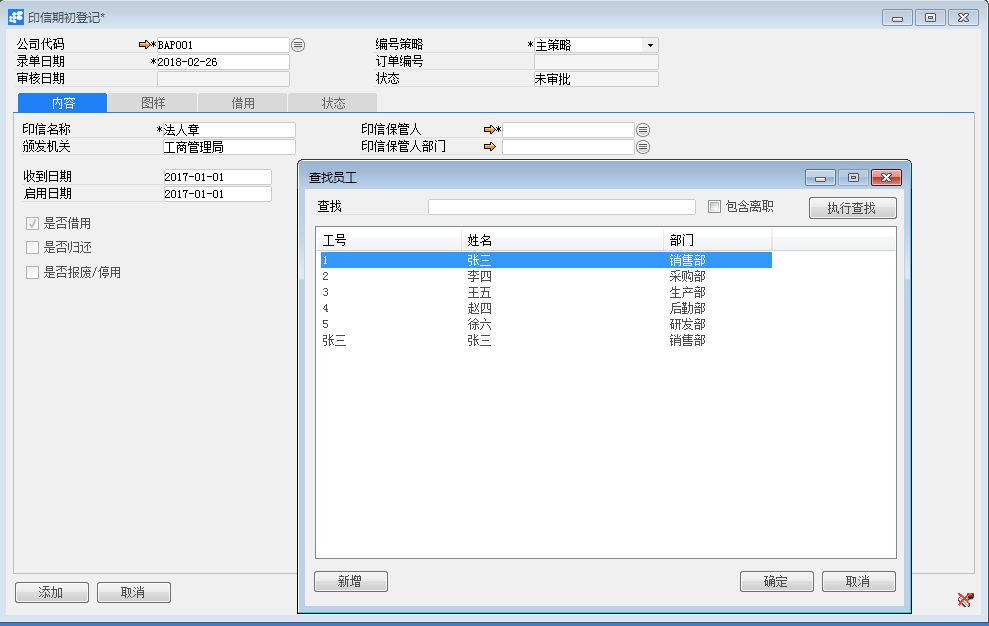 印信期初登记*
公司代码 *BAP001 编号策略 *主策略
录单日期 *2018-02-26 订单编号
审核日期 状态 未审批
内容 图样 借用 状态
印信名称 *法人章 印信保管人 *
颁发机关 工商管理局 印信保管人部门
收到日期 2017-01-01
启用日期 2017-01-01
是否借用
是否归还
是否报废/停用
查找员工
查找 包含离职 执行查找
工号 姓名 部门
1 张三 销售部
2 李四 采购部
3 王五 生产部
4 赵四 后勤部
5 徐六 研发部
张三 张三 销售部
新增 确定 取消
添加 取消